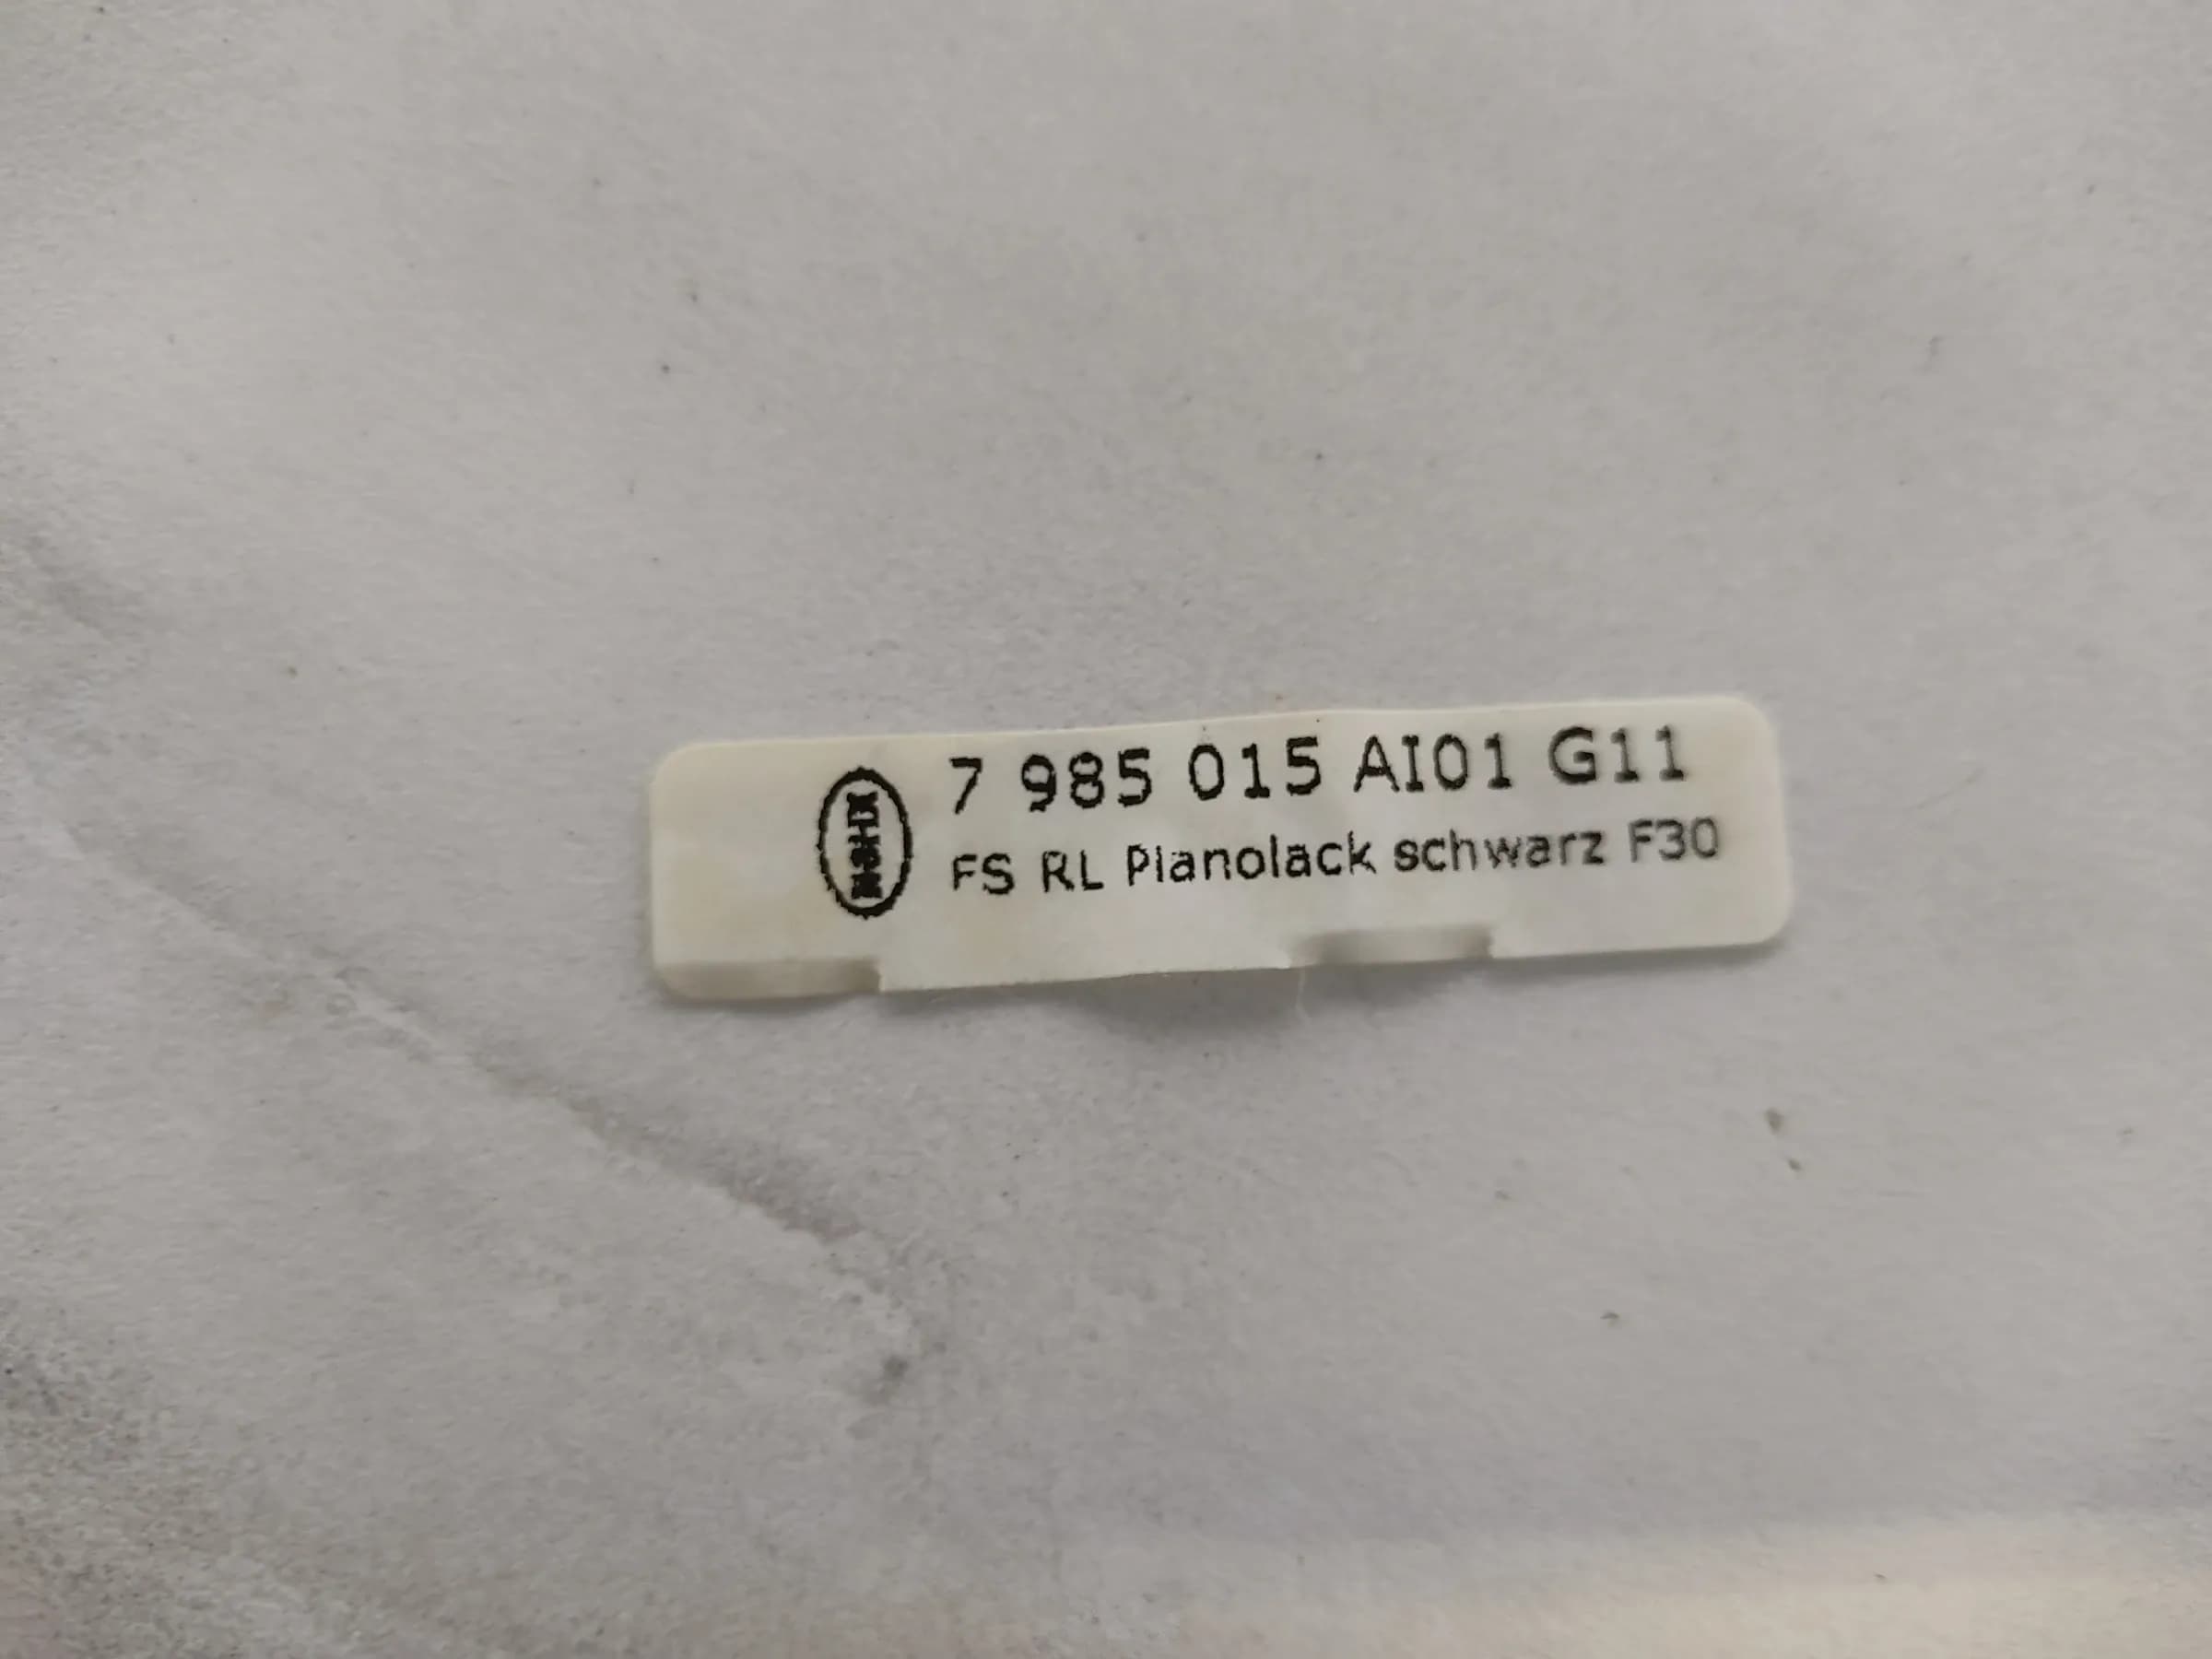 7 985 015 AI01 G11
FS RL Pianolack schwarz F30